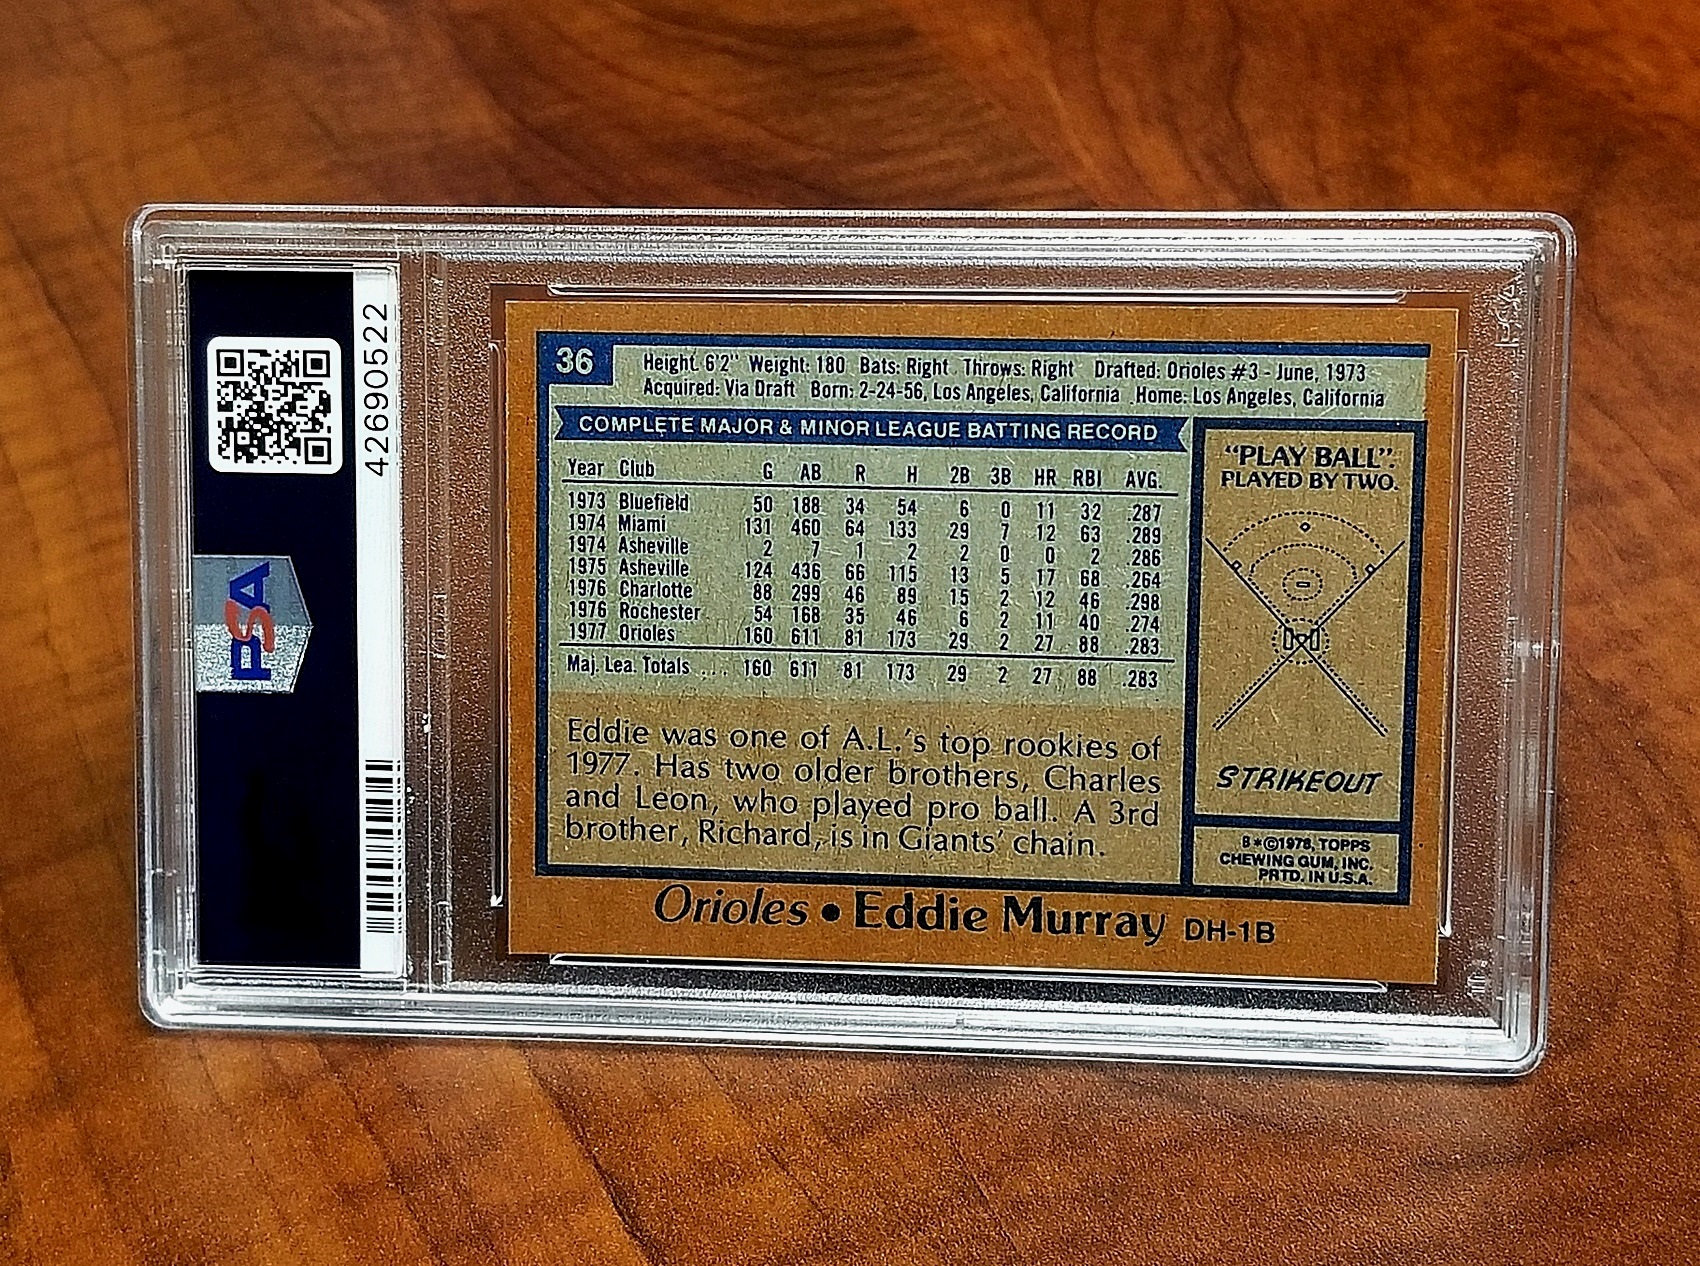 42690522
PSA
36
Height: 6'2" Weight: 180 Bats: Right Throws: Right Drafted: Orioles #3 - June, 1973
Acquired: Via Draft Born: 2-24-56, Los Angeles, California Home: Los Angeles, California
COMPLETE MAJOR & MINOR LEAGUE BATTING RECORD
Year Club G AB R H 2B 3B HR RBI AVG.
1973 Bluefield 50 188 34 54 6 0 11 32 .287
1974 Miami 131 460 64 133 29 7 12 63 .289
1974 Asheville 2 7 1 2 2 0 0 2 .286
1975 Asheville 124 436 66 115 13 5 17 68 .264
1976 Charlotte 88 299 46 89 15 2 12 46 .298
1976 Rochester 54 168 35 46 6 2 11 40 .274
1977 Orioles 160 611 81 173 29 2 27 88 .283
Maj. Lea. Totals .... 160 611 81 173 29 2 27 88 .283
Eddie was one of A.L.'s top rookies of
1977. Has two older brothers, Charles
and Leon, who played pro ball. A 3rd
brother, Richard, is in Giants' chain.
"PLAY BALL".
PLAYED BY TWO.
STRIKEOUT
B*©1978, TOPPS
CHEWING GUM, INC.
PRTD. IN U.S.A.
Orioles • Eddie Murray DH-1B